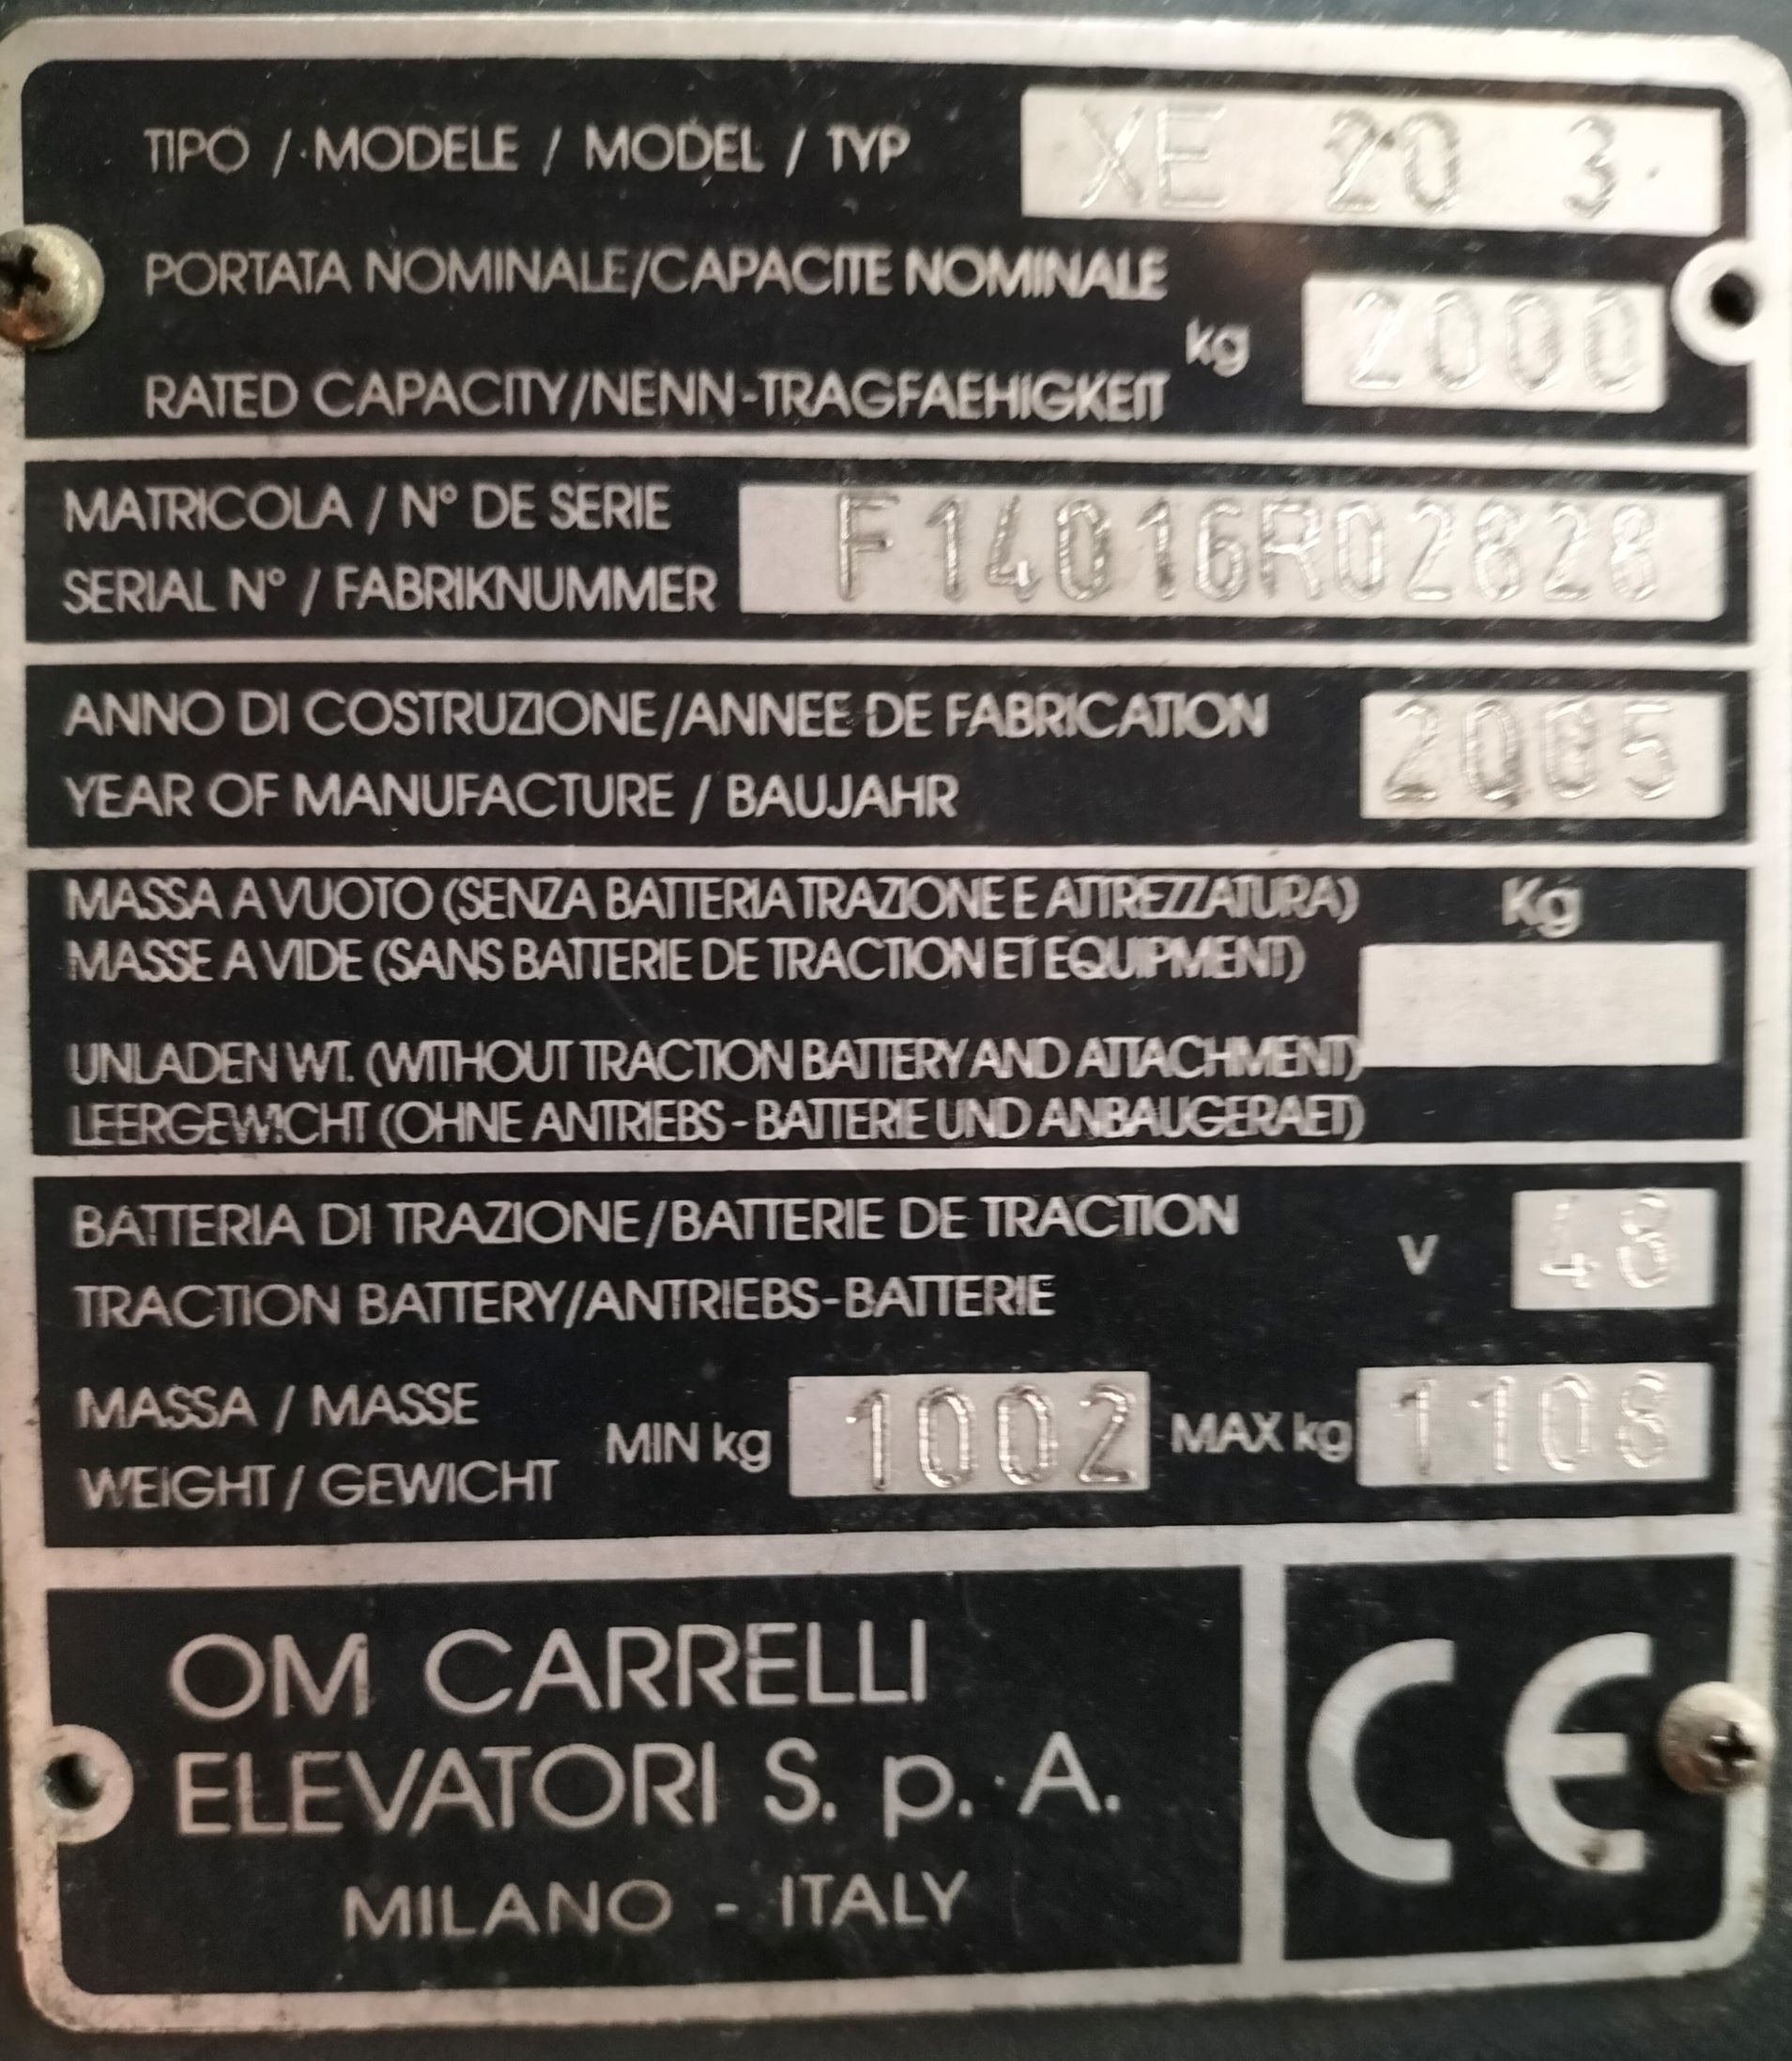 TIPO / MODELE / MODEL / TYP XE 20 3
PORTATA NOMINALE/CAPACITE NOMINALE
kg 2000
RATED CAPACITY/NENN-TRAGFAEHIGKEIT
MATRICOLA / N° DE SERIE
F14016R02828
SERIAL N° / FABRIKNUMMER
ANNO DI COSTRUZIONE/ANNEE DE FABRICATION
2005
YEAR OF MANUFACTURE / BAUJAHR
MASSA A VUOTO (SENZA BATTERIA TRAZIONE E ATTREZZATURA) Kg
MASSE A VIDE (SANS BATTERIE DE TRACTION ET EQUIPMENT)
UNLADEN WT. (WITHOUT TRACTION BATTERY AND ATTACHMENT)
LEERGEWICHT (OHNE ANTRIEBS - BATTERIE UND ANBAUGERAET)
BATTERIA DI TRAZIONE/BATTERIE DE TRACTION
V 48
TRACTION BATTERY/ANTRIEBS-BATTERIE
MASSA / MASSE
MIN kg 1002 MAX kg 1108
WEIGHT / GEWICHT
OM CARRELLI
ELEVATORI S. p. A.
MILANO - ITALY
CE